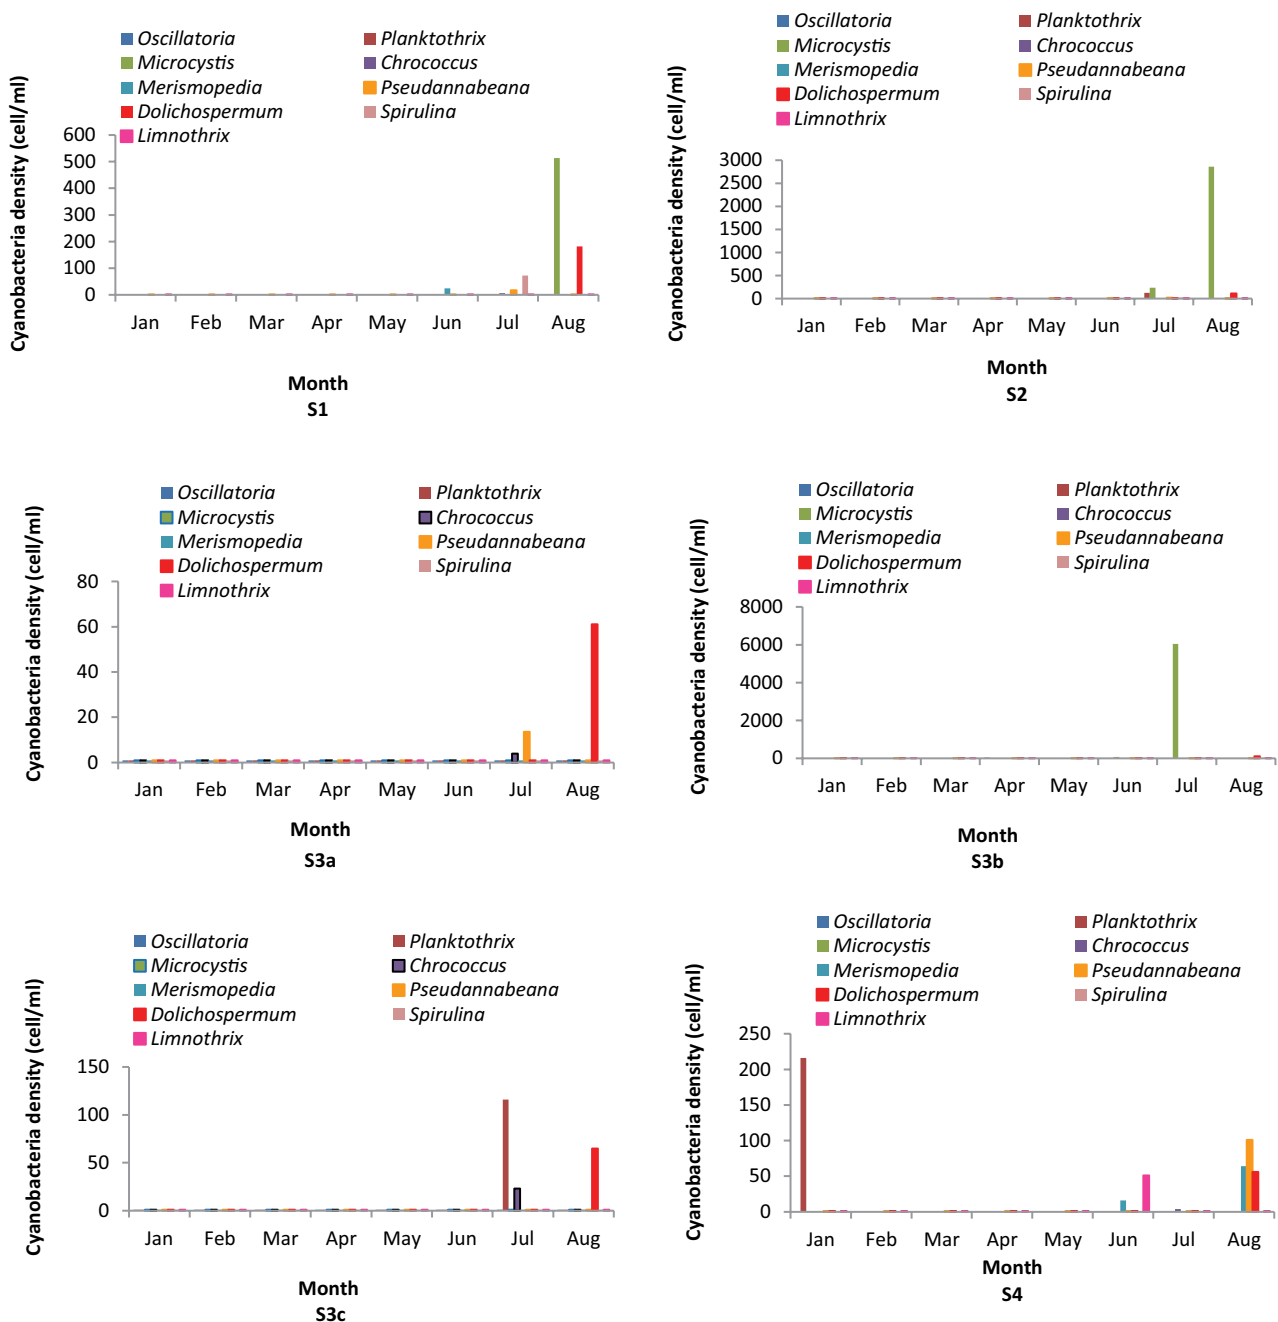 Oscillatoria Planktothrix
Microcystis Chrococcus
Merismopedia Pseudannabeana
Dolichospermum Spirulina
Limnothrix
Cyanobacteria density (cell/ml)
600
500
400
300
200
100
0
Jan Feb Mar Apr May Jun Jul Aug
Month
S1
Oscillatoria Planktothrix
Microcystis Chrococcus
Merismopedia Pseudannabeana
Dolichospermum Spirulina
Limnothrix
Cyanobacteria density (cell/ml)
3000
2500
2000
1500
1000
500
0
Jan Feb Mar Apr May Jun Jul Aug
Month
S2
Oscillatoria Planktothrix
Microcystis Chrococcus
Merismopedia Pseudannabeana
Dolichospermum Spirulina
Limnothrix
Cyanobacteria density (cell/ml)
80
60
40
20
0
Jan Feb Mar Apr May Jun Jul Aug
Month
S3a
Oscillatoria Planktothrix
Microcystis Chrococcus
Merismopedia Pseudannabeana
Dolichospermum Spirulina
Limnothrix
Cyanobacteria density (cell/ml)
8000
6000
4000
2000
0
Jan Feb Mar Apr May Jun Jul Aug
Month
S3b
Oscillatoria Planktothrix
Microcystis Chrococcus
Merismopedia Pseudannabeana
Dolichospermum Spirulina
Limnothrix
Cyanobacteria density (cell/ml)
150
100
50
0
Jan Feb Mar Apr May Jun Jul Aug
Month
S3c
Oscillatoria Planktothrix
Microcystis Chrococcus
Merismopedia Pseudannabeana
Dolichospermum Spirulina
Limnothrix
Cyanobacteria density (cell/ml)
250
200
150
100
50
0
Jan Feb Mar Apr May Jun Jul Aug
Month
S4